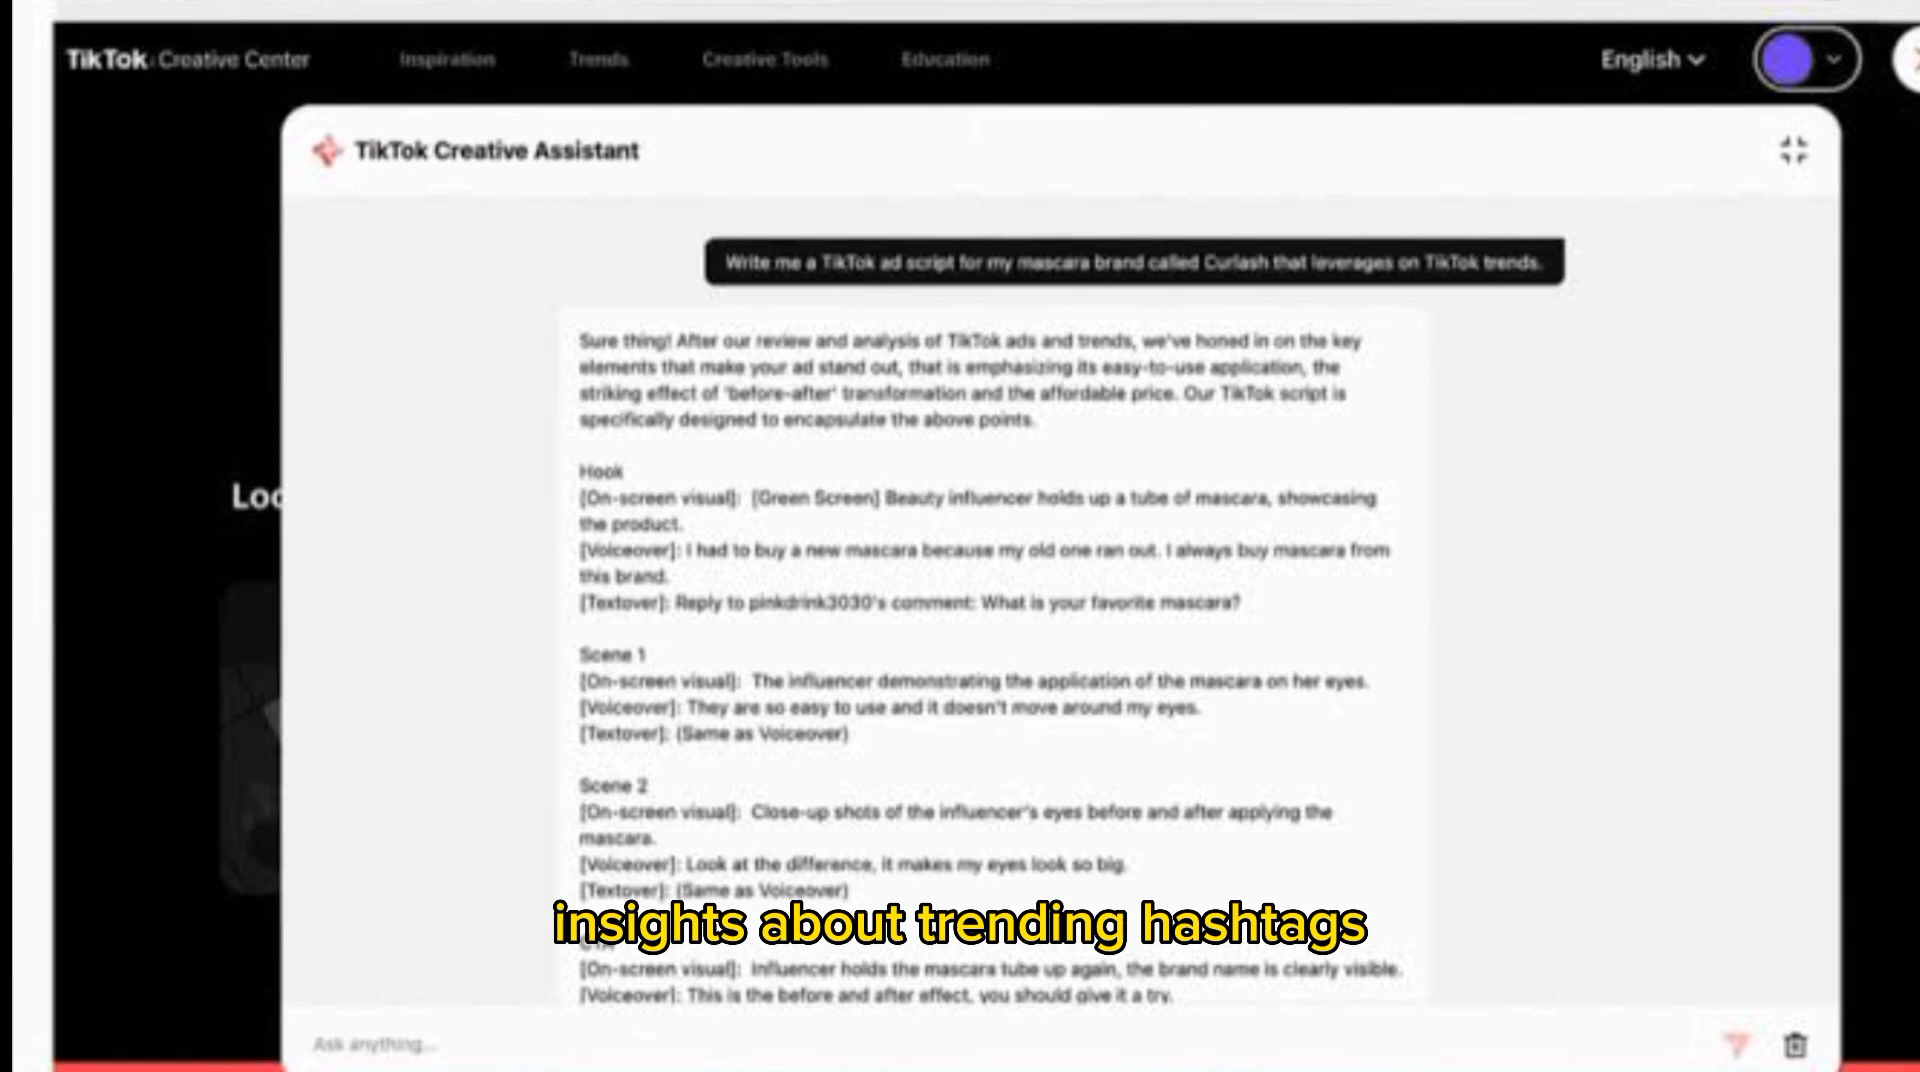 TikTok: Creative Center Inspiration Trends Creative Tools Education English
TikTok Creative Assistant
Write me a TikTok ad script for my mascara brand called Curlash that leverages on TikTok trends.
Sure thing! After our review and analysis of TikTok ads and trends, we've honed in on the key
elements that make your ad stand out, that is emphasizing its easy-to-use application, the
striking effect of 'before-after' transformation and the affordable price. Our TikTok script is
specifically designed to encapsulate the above points.
Hook
[On-screen visual]: [Green Screen] Beauty influencer holds up a tube of mascara, showcasing
the product.
[Voiceover]: I had to buy a new mascara because my old one ran out. I always buy mascara from
this brand.
[Textover]: Reply to pinkdrink3030's comment: What is your favorite mascara?
Loo
Scene 1
[On-screen visual]: The influencer demonstrating the application of the mascara on her eyes.
[Voiceover]: They are so easy to use and it doesn't move around my eyes.
[Textover]: (Same as Voiceover)
Scene 2
[On-screen visual]: Close-up shots of the influencer's eyes before and after applying the
mascara.
[Voiceover]: Look at the difference, it makes my eyes look so big.
[Textover]: (Same as Voiceover)
insights about trending hashtags
[On-screen visual]: Influencer holds the mascara tube up again, the brand name is clearly visible.
[Voiceover]: This is the before and after effect, you should give it a try.
Ask anything...